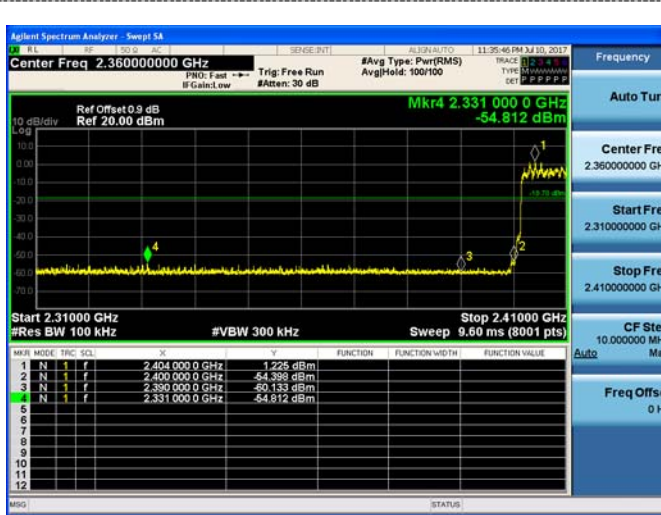 Agilent Spectrum Analyzer - Swept SA
RL RF 50 Ω AC SENSE:INT ALIGN AUTO 11:35:46 PM Jul 10, 2017
Center Freq 2.360000000 GHz
PNO: Fast
IFGain:Low
Trig: Free Run
#Atten: 30 dB
#Avg Type: Pwr(RMS)
Avg|Hold: 100/100
TRACE 1 2 3 4 5 6
TYPE
DET P P P P P P
Frequency
Auto Tun
Ref Offset 0.9 dB
Ref 20.00 dBm
10 dB/div
Log
Mkr4 2.331 000 0 GHz
-54.812 dBm
10.0
0.00
-10.0
-20.0
-30.0
-40.0
-50.0
-60.0
-70.0
1
2
3
4
Center Fre
2.360000000 GH
Start Fre
2.310000000 GH
Stop Fre
2.410000000 GH
Start 2.31000 GHz
#Res BW 100 kHz
#VBW 300 kHz
Stop 2.41000 GHz
Sweep 9.60 ms (8001 pts)
CF Ste
10.000000 MH
Auto Ma
MKR MODE TRC SCL X Y FUNCTION FUNCTION WIDTH FUNCTION VALUE
1 N 1 f 2.404 000 0 GHz 1.225 dBm
2 N 1 f 2.400 000 0 GHz -54.398 dBm
3 N 1 f 2.390 000 0 GHz -60.133 dBm
4 N 1 f 2.331 000 0 GHz -54.812 dBm
5
6
7
8
9
10
11
12
Freq Offse
0 H
MSG STATUS